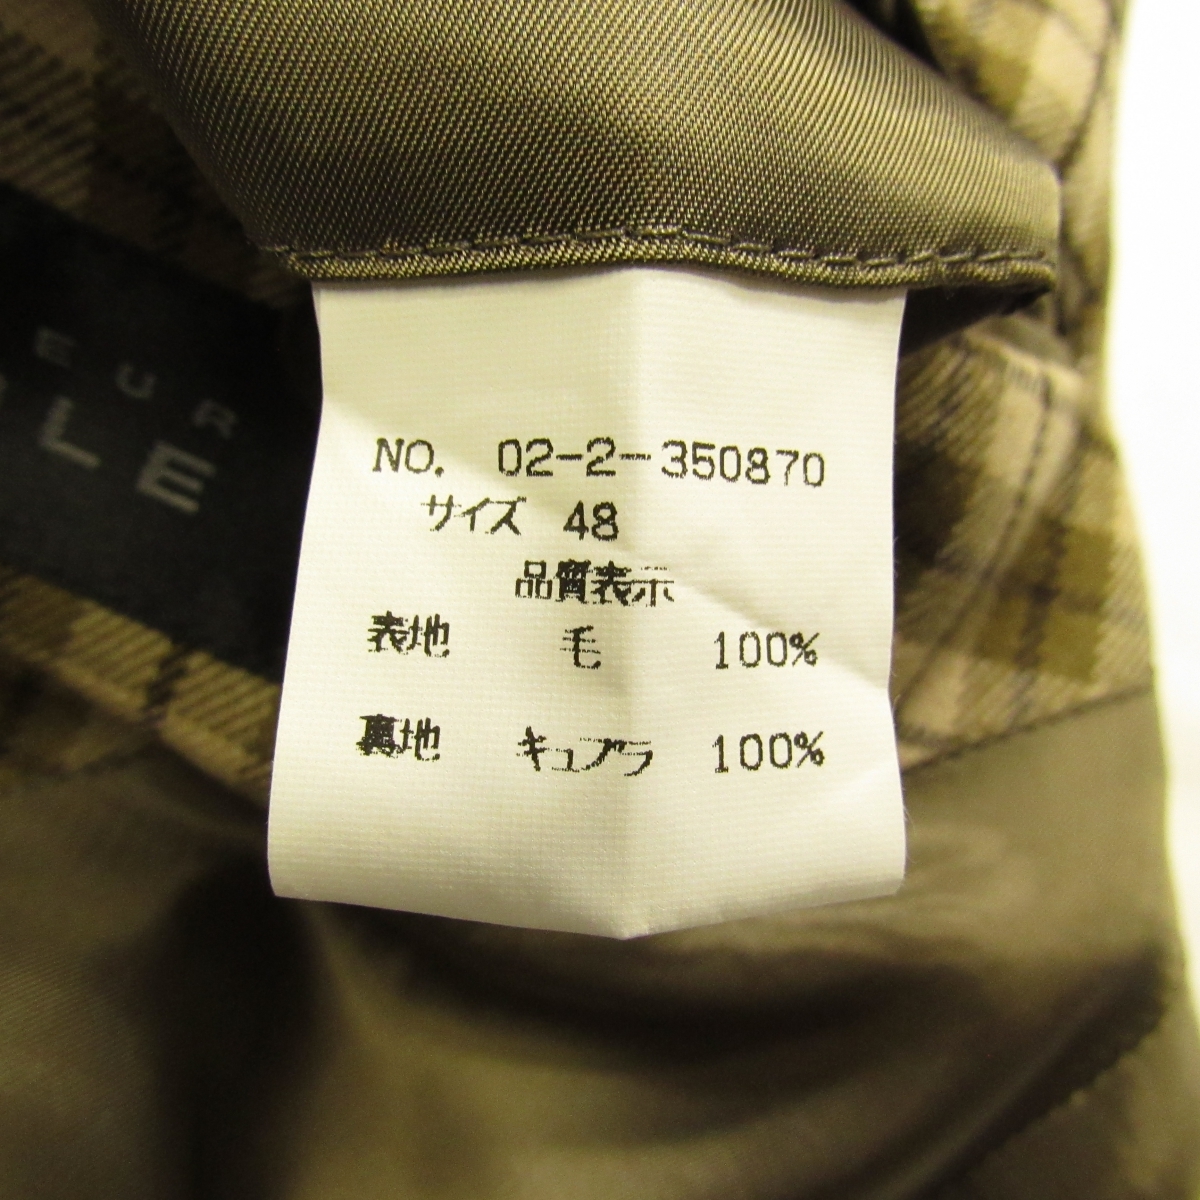 NO. 02-2-350870
サイズ 48
品質表示
表地 毛 100%
裏地 キュプラ 100%